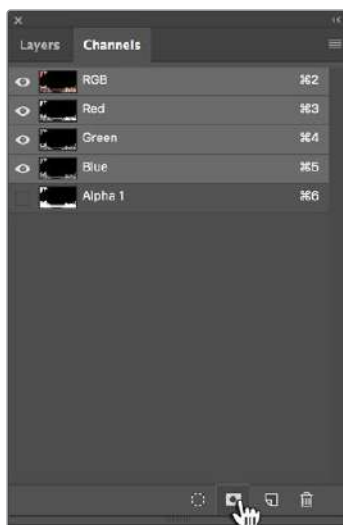 Layers Channels
RGB ⌘2
Red ⌘3
Green ⌘4
Blue ⌘5
Alpha 1 ⌘6